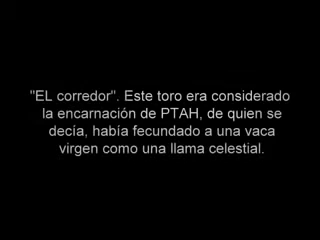 "EL corredor". Este toro era considerado
la encarnación de PTAH, de quien se
decía, había fecundado a una vaca
virgen como una llama celestial.